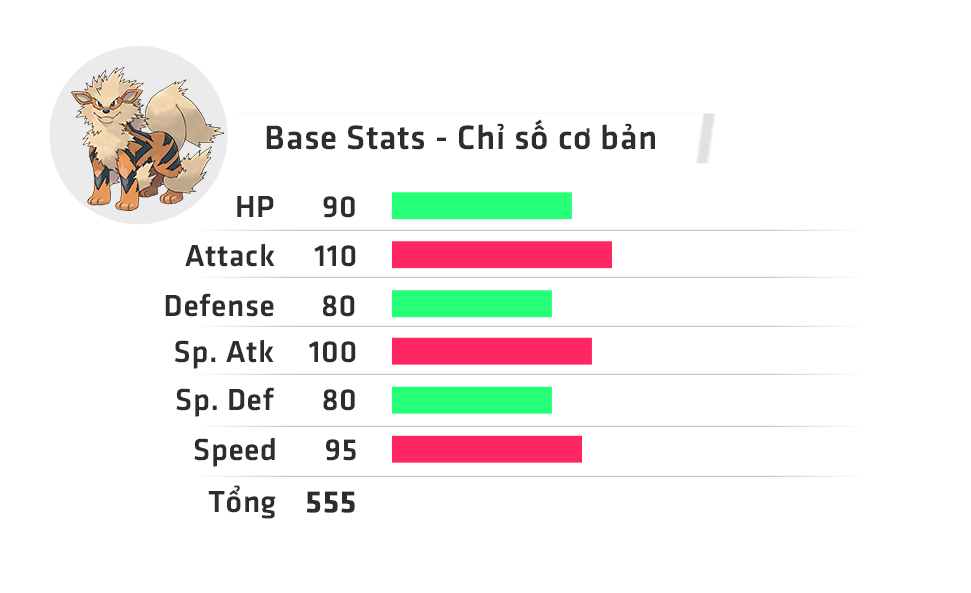 Base Stats - Chỉ số cơ bản
HP 90
Attack 110
Defense 80
Sp. Atk 100
Sp. Def 80
Speed 95
Tổng 555